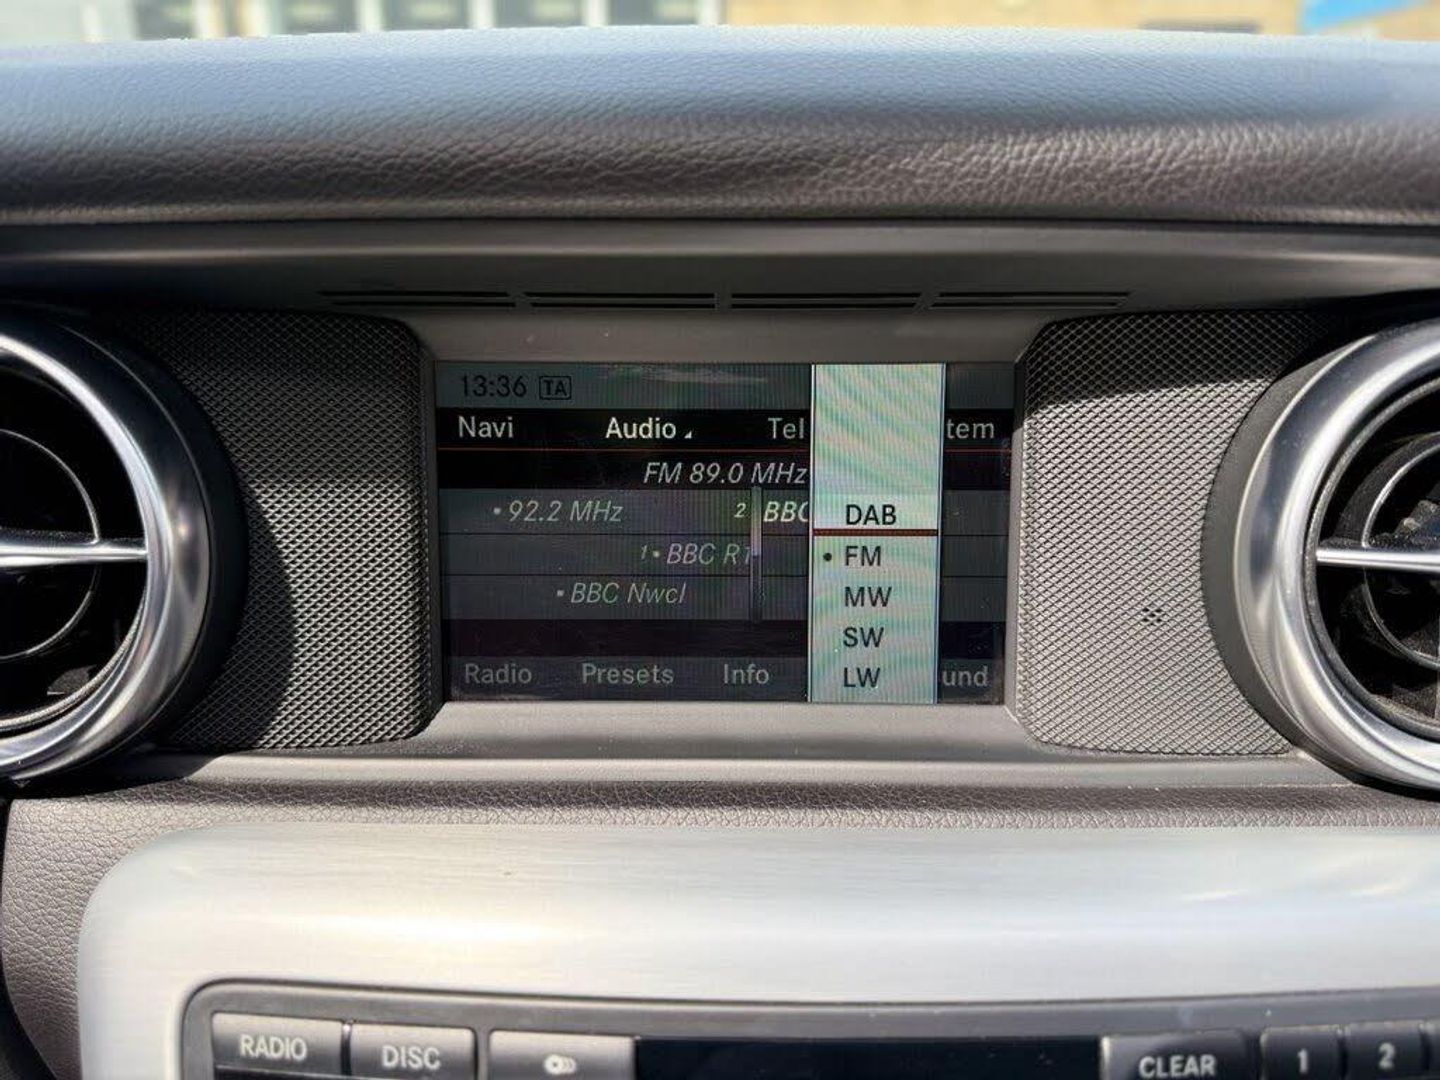 13:36 TA
Navi Audio Tel tem
FM 89.0 MHz
• 92.2 MHz 2 BBC
DAB
1 • BBC R1
• FM
• BBC Nwcl
MW
SW
Radio Presets Info LW und
RADIO DISC CLEAR 1 2